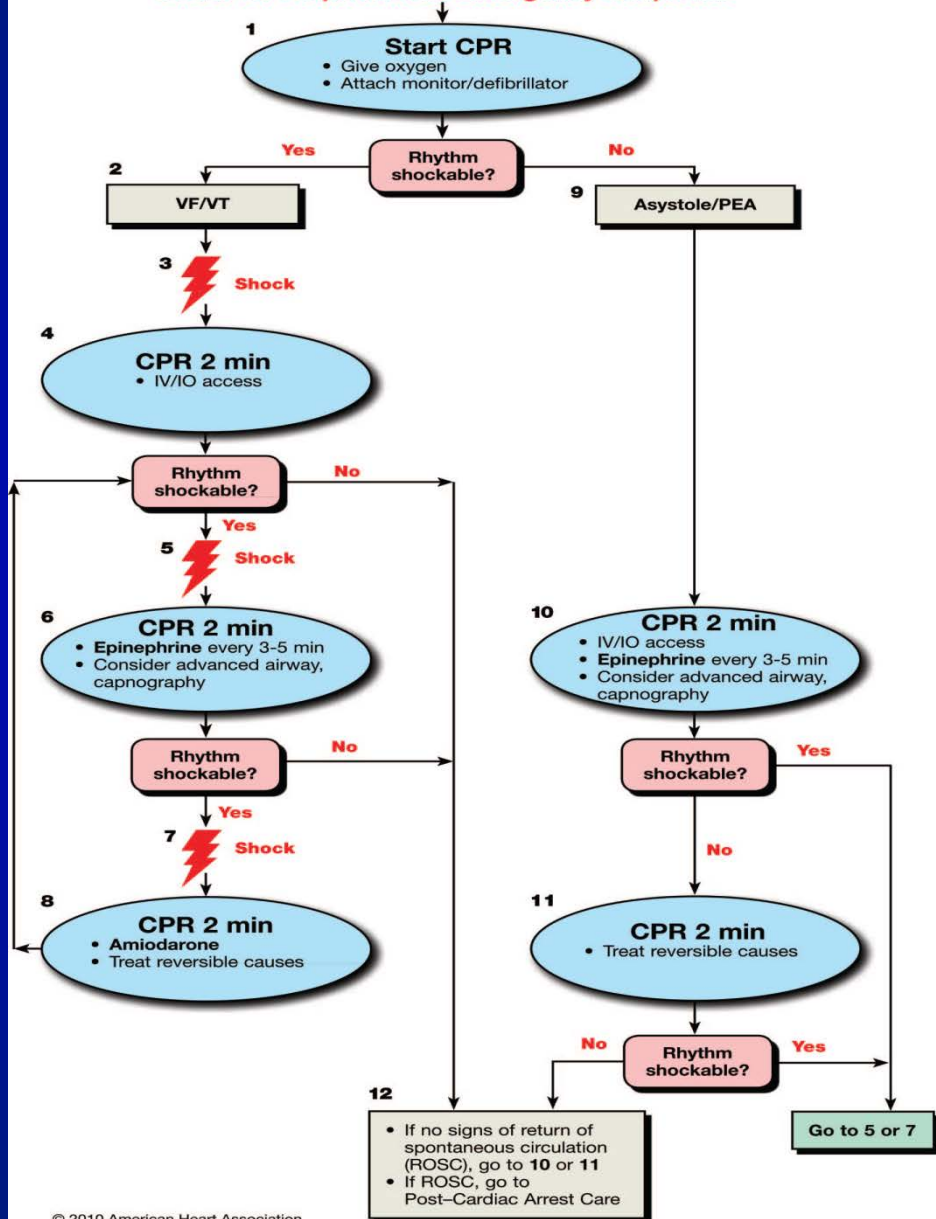 1
Start CPR
• Give oxygen
• Attach monitor/defibrillator
Rhythm
shockable?
Yes
No
2
VF/VT
9
Asystole/PEA
3
Shock
4
CPR 2 min
• IV/IO access
Rhythm
shockable?
No
Yes
5
Shock
6
CPR 2 min
• Epinephrine every 3-5 min
• Consider advanced airway,
capnography
10
CPR 2 min
• IV/IO access
• Epinephrine every 3-5 min
• Consider advanced airway,
capnography
Rhythm
shockable?
No
Yes
Rhythm
shockable?
Yes
No
7
Shock
8
CPR 2 min
• Amiodarone
• Treat reversible causes
11
CPR 2 min
• Treat reversible causes
Rhythm
shockable?
No
Yes
12
• If no signs of return of
spontaneous circulation
(ROSC), go to 10 or 11
• If ROSC, go to
Post–Cardiac Arrest Care
Go to 5 or 7
© 2010 American Heart Association